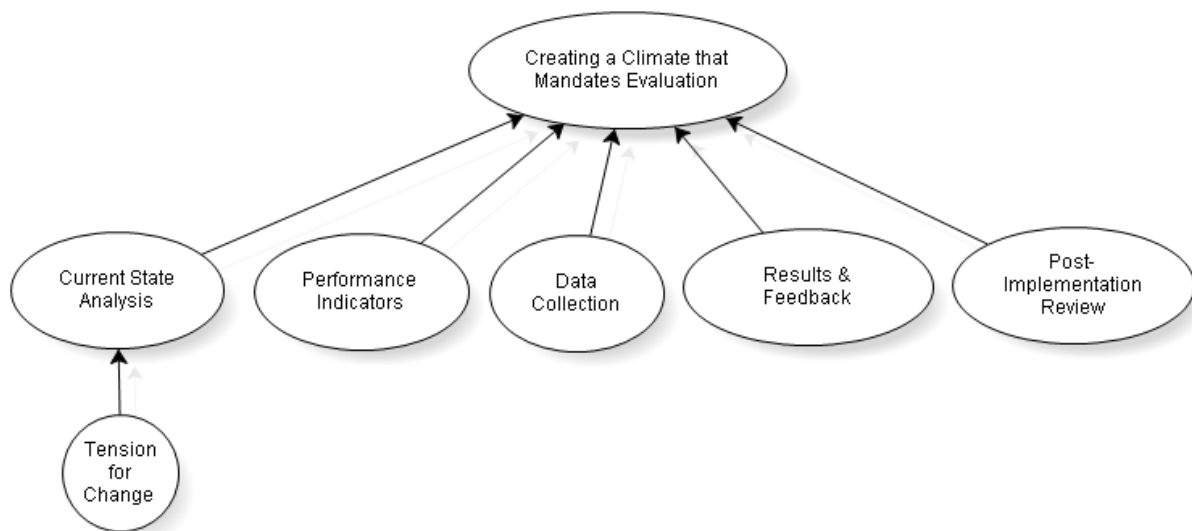 Creating a Climate that
Mandates Evaluation
Current State
Analysis
Performance
Indicators
Data
Collection
Results &
Feedback
Post-
Implementation
Review
Tension
for
Change